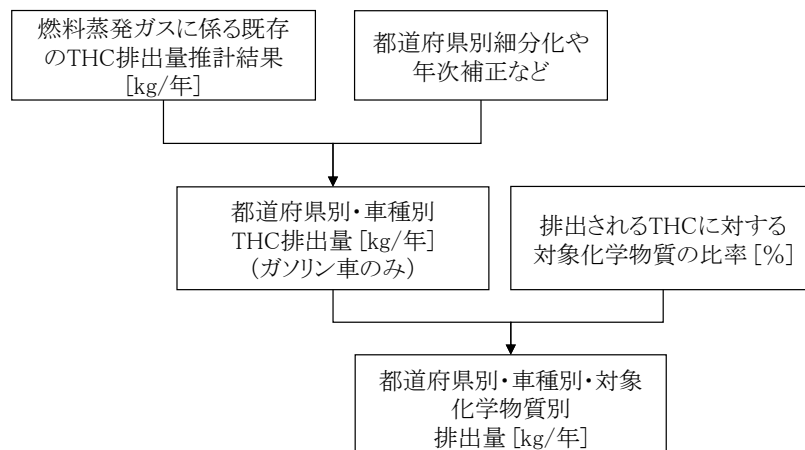 燃料蒸発ガスに係る既存
のTHC排出量推計結果
[kg/年]
都道府県別細分化や
年次補正など
都道府県別・車種別
THC排出量 [kg/年]
(ガソリン車のみ)
排出されるTHCに対する
対象化学物質の比率 [%]
都道府県別・車種別・対象
化学物質別
排出量 [kg/年]